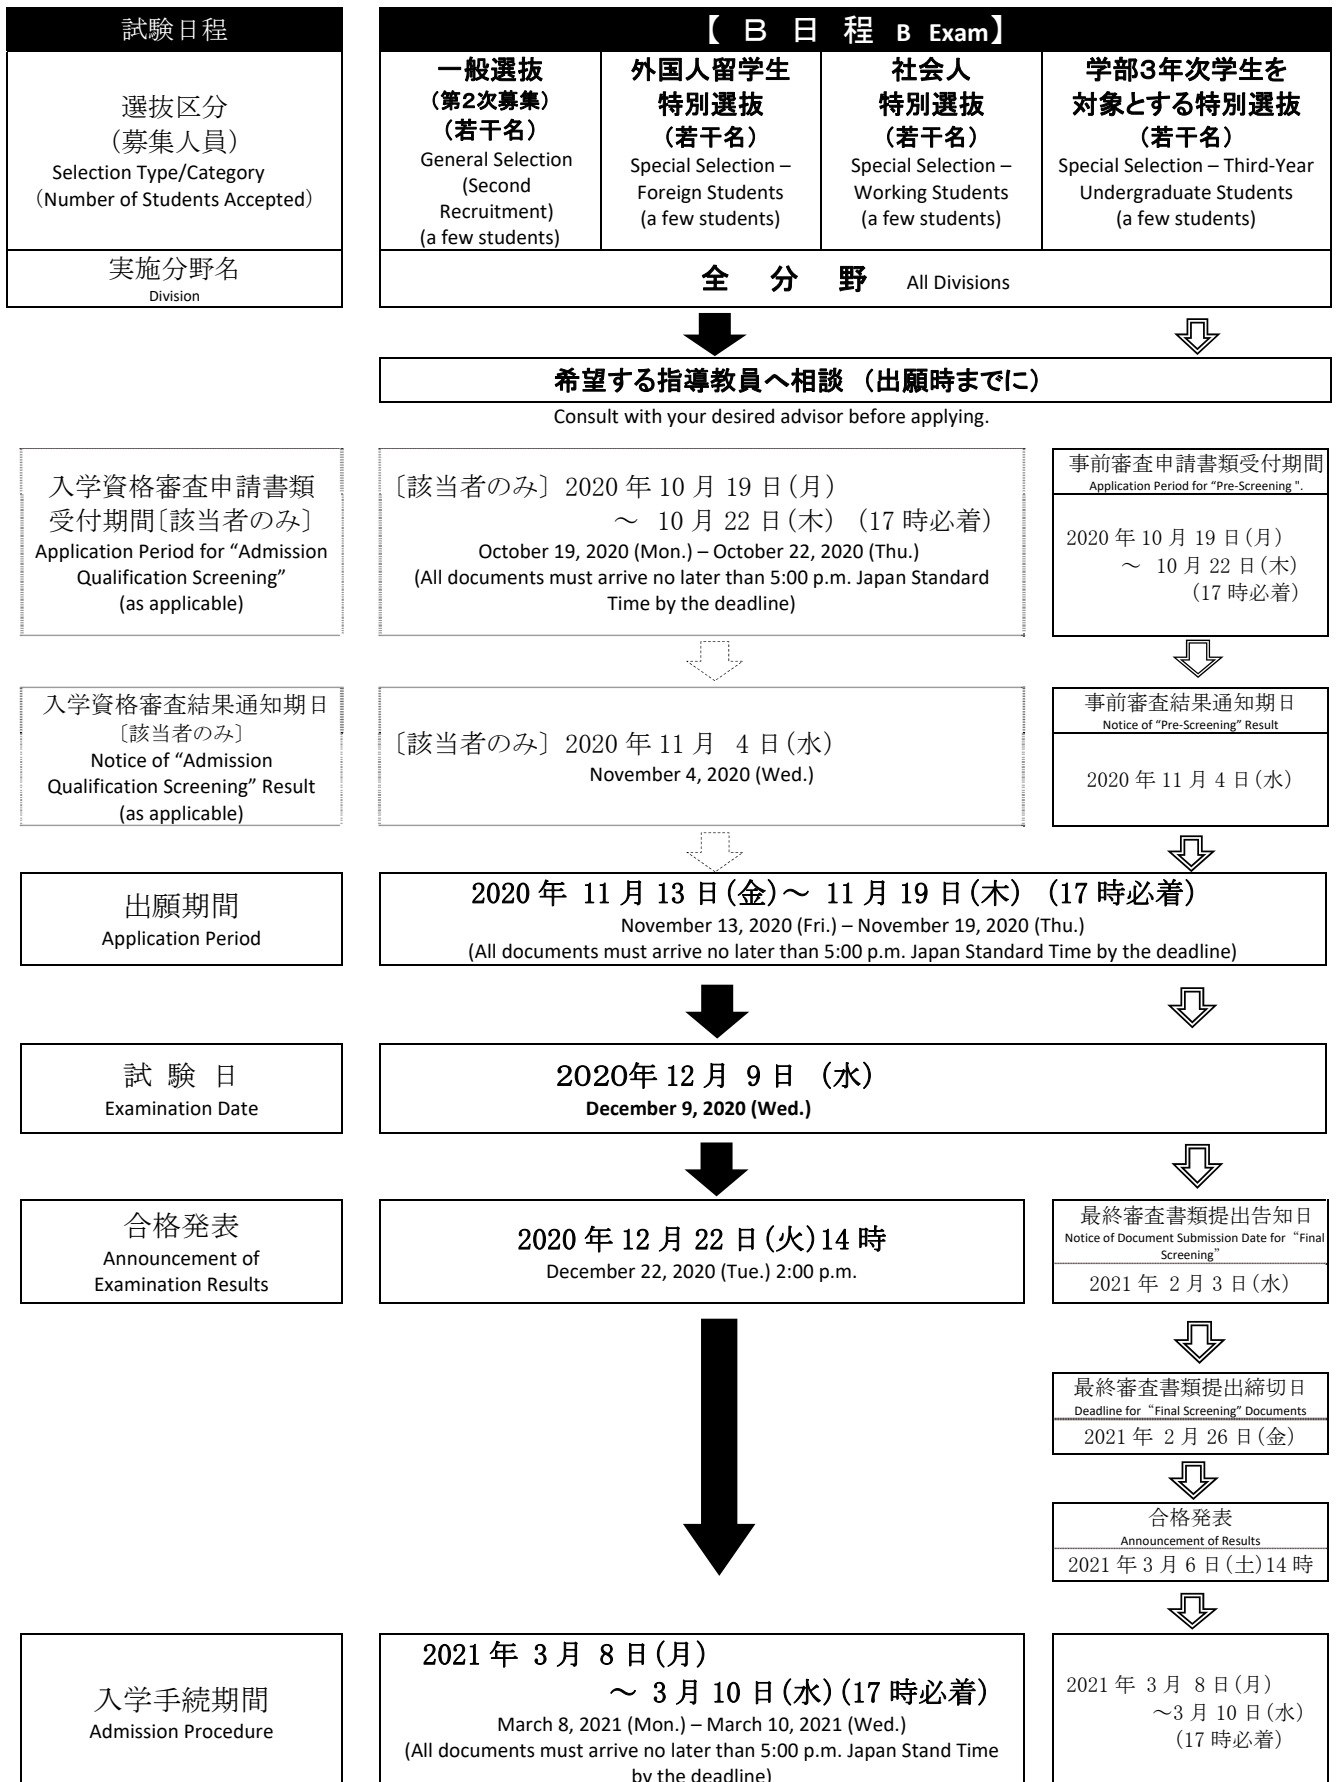 試験日程
【 B 日 程 B Exam】
選抜区分
(募集人員)
Selection Type/Category
(Number of Students Accepted)
一般選抜
(第2次募集)
(若干名)
General Selection
(Second
Recruitment)
(a few students)
外国人留学生
特別選抜
(若干名)
Special Selection –
Foreign Students
(a few students)
社会人
特別選抜
(若干名)
Special Selection –
Working Students
(a few students)
学部3年次学生を
対象とする特別選抜
(若干名)
Special Selection – Third-Year
Undergraduate Students
(a few students)
実施分野名
Division
全 分 野 All Divisions
希望する指導教員へ相談 (出願時までに)
Consult with your desired advisor before applying.
入学資格審査申請書類
受付期間〔該当者のみ〕
Application Period for “Admission
Qualification Screening”
(as applicable)
〔該当者のみ〕 2020 年 10 月 19 日(月)
～ 10 月 22 日(木) (17 時必着)
October 19, 2020 (Mon.) – October 22, 2020 (Thu.)
(All documents must arrive no later than 5:00 p.m. Japan Standard
Time by the deadline)
事前審査申請書類受付期間
Application Period for “Pre-Screening ".
2020 年 10 月 19 日(月)
～ 10 月 22 日(木)
(17 時必着)
入学資格審査結果通知期日
〔該当者のみ〕
Notice of “Admission
Qualification Screening” Result
(as applicable)
〔該当者のみ〕 2020 年 11 月 4 日(水)
November 4, 2020 (Wed.)
事前審査結果通知期日
Notice of “Pre-Screening” Result
2020 年 11 月 4 日(水)
出願期間
Application Period
2020 年 11 月 13 日(金)～ 11 月 19 日(木) (17 時必着)
November 13, 2020 (Fri.) – November 19, 2020 (Thu.)
(All documents must arrive no later than 5:00 p.m. Japan Standard Time by the deadline)
試 験 日
Examination Date
2020年 12 月 9 日 (水)
December 9, 2020 (Wed.)
合格発表
Announcement of
Examination Results
2020 年 12 月 22 日(火)14 時
December 22, 2020 (Tue.) 2:00 p.m.
最終審査書類提出告知日
Notice of Document Submission Date for “Final
Screening”
2021 年 2 月 3 日(水)
最終審査書類提出締切日
Deadline for “Final Screening” Documents
2021 年 2 月 26 日(金)
合格発表
Announcement of Results
2021 年 3 月 6 日(土)14 時
入学手続期間
Admission Procedure
2021 年 3 月 8 日(月)
～ 3 月 10 日(水) (17 時必着)
March 8, 2021 (Mon.) – March 10, 2021 (Wed.)
(All documents must arrive no later than 5:00 p.m. Japan Stand Time
by the deadline)
2021 年 3 月 8 日(月)
～3 月 10 日(水)
(17 時必着)